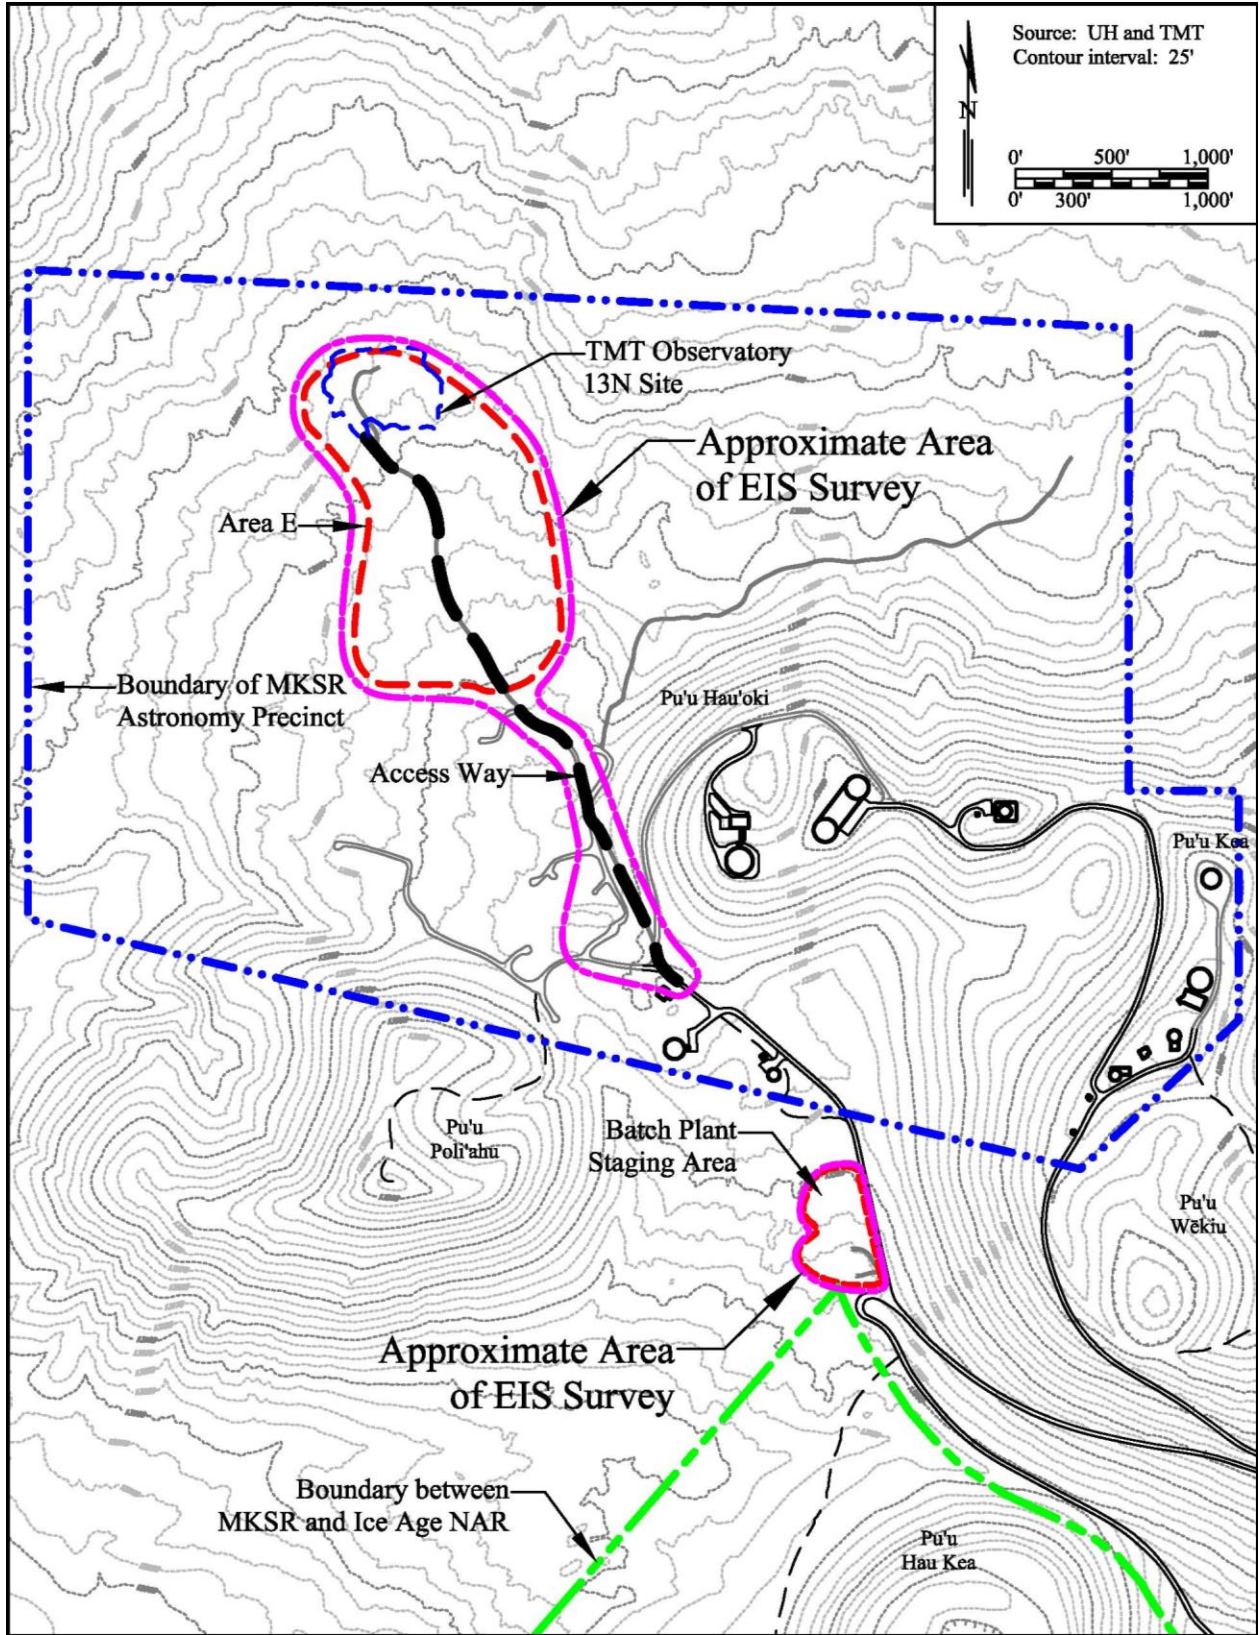 Source: UH and TMT
Contour interval: 25'
N
0' 500' 1,000'
0' 300' 1,000'
TMT Observatory
13N Site
Approximate Area
of EIS Survey
Area E
Boundary of MKSR
Astronomy Precinct
Pu'u Hau'oki
Access Way
Pu'u Kea
Pu'u
Poli'ahu
Batch Plant
Staging Area
Pu'u
Wēkiu
Approximate Area
of EIS Survey
Boundary between
MKSR and Ice Age NAR
Pu'u
Hau Kea